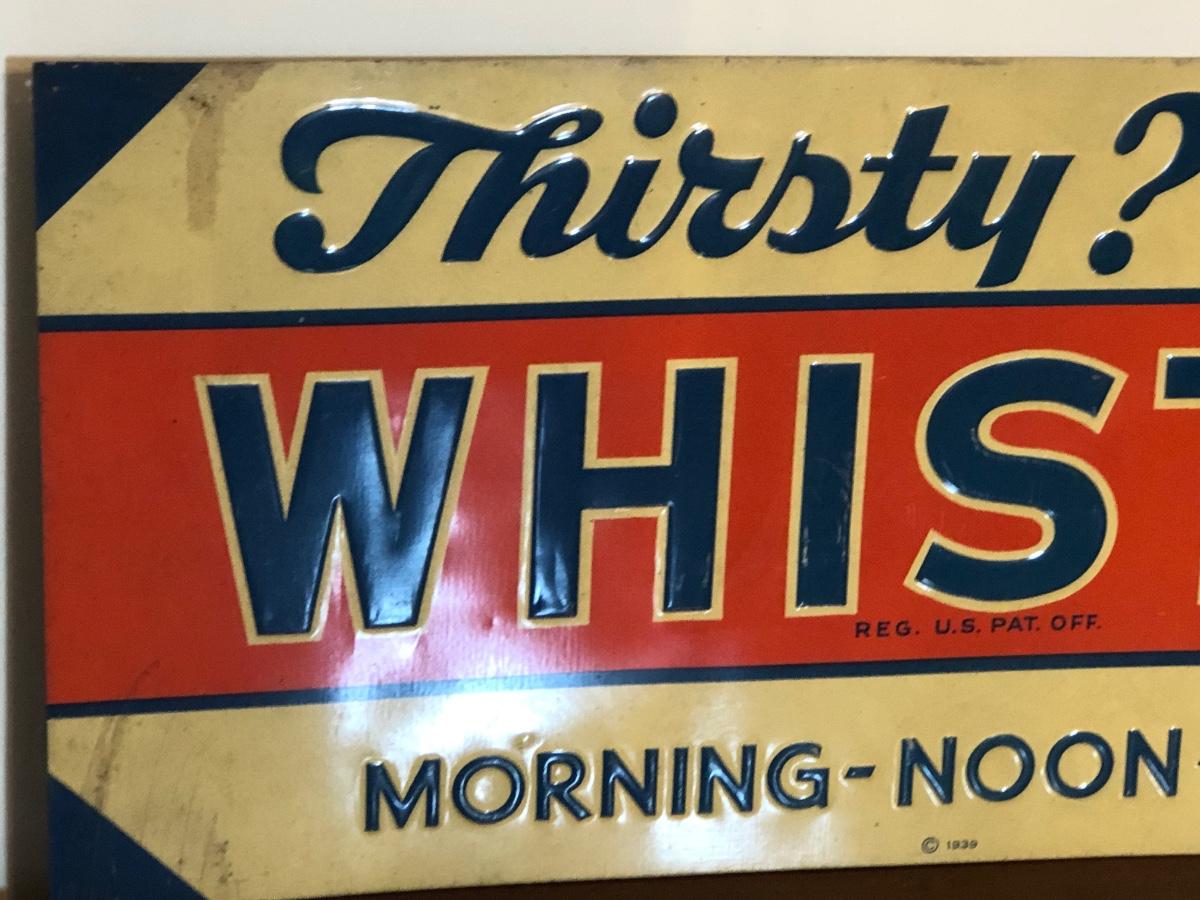 Thirsty?
WHIST
REG. U.S. PAT. OFF.
MORNING - NOON -
© 1939